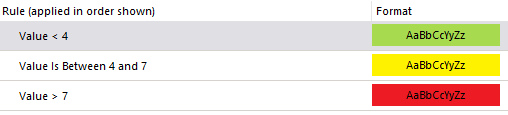 Rule (applied in order shown) Format
Value < 4 AaBbCcYyZz
Value Is Between 4 and 7 AaBbCcYyZz
Value > 7 AaBbCcYyZz